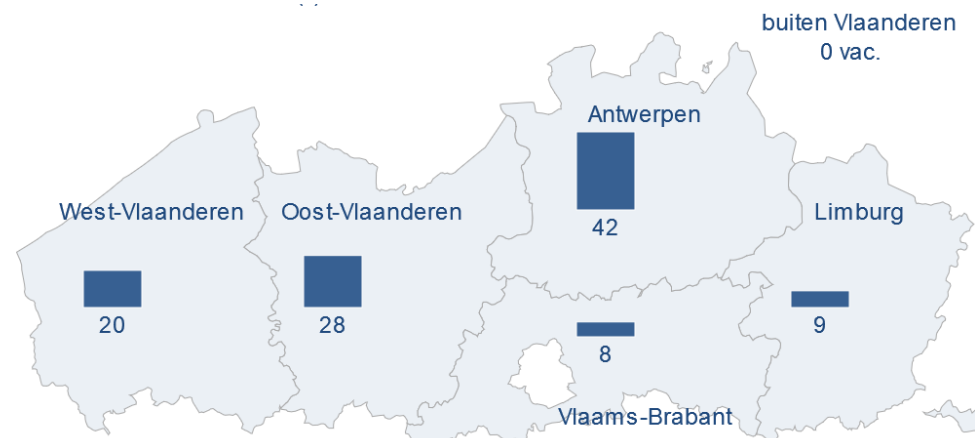 buiten Vlaanderen
0 vac.
Antwerpen
42
West-Vlaanderen
20
Oost-Vlaanderen
28
Limburg
9
8
Vlaams-Brabant